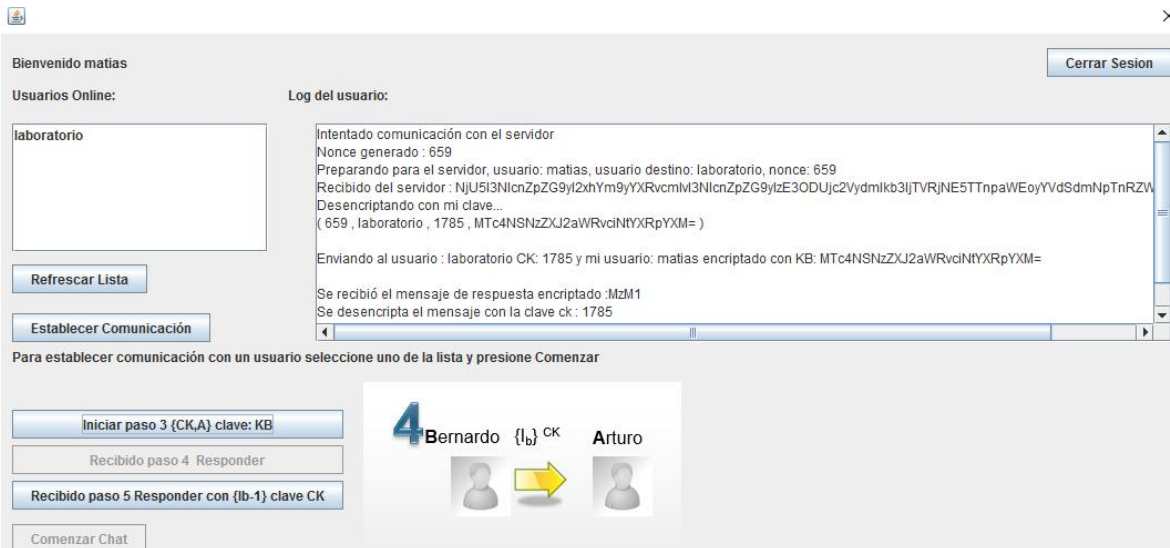 Bienvenido matias
Cerrar Sesion
Usuarios Online:
Log del usuario:
laboratorio
Intentado comunicación con el servidor
Nonce generado : 659
Preparando para el servidor, usuario: matias, usuario destino: laboratorio, nonce: 659
Recibido del servidor :
Desencriptando con mi clave...
( 659 , laboratorio , 1785 , MTc4NSNzZXJ2aWRvciNtYXRpYXM= )
Enviando al usuario : laboratorio CK: 1785 y mi usuario: matias encriptado con KB: MTc4NSNzZXJ2aWRvciNtYXRpYXM=
Se recibió el mensaje de respuesta encriptado :MzM1
Se desencripta el mensaje con la clave ck : 1785
Refrescar Lista
Establecer Comunicación
Para establecer comunicación con un usuario seleccione uno de la lista y presione Comenzar
Iniciar paso 3 {CK,A} clave: KB
Recibido paso 4 Responder
Recibido paso 5 Responder con {Ib-1} clave CK
Comenzar Chat
4 Bernardo {Ib} CK Arturo